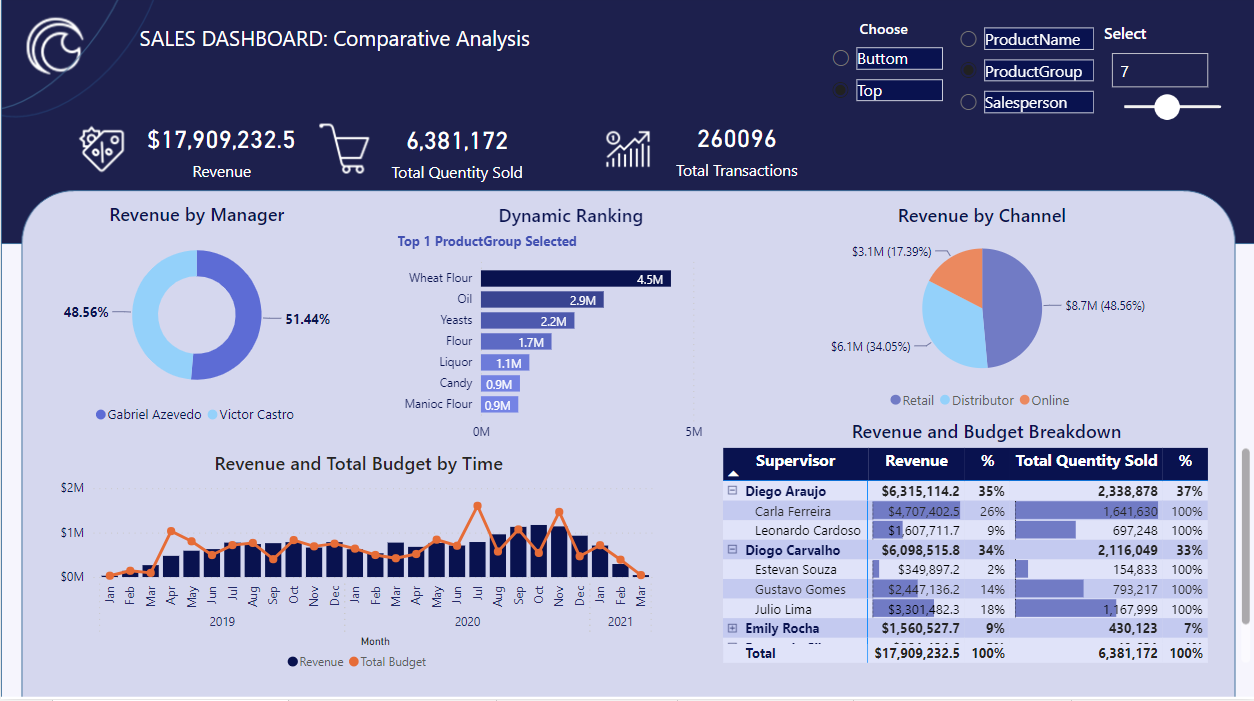 SALES DASHBOARD: Comparative Analysis
Choose
Buttom
Top
ProductName
ProductGroup
Salesperson
Select
7
$17,909,232.5
Revenue
6,381,172
Total Quentity Sold
260096
Total Transactions
Revenue by Manager
48.56%
51.44%
Gabriel Azevedo Victor Castro
Dynamic Ranking
Top 1 ProductGroup Selected
Wheat Flour 4.5M
Oil 2.9M
Yeasts 2.2M
Flour 1.7M
Liquor 1.1M
Candy 0.9M
Manioc Flour 0.9M
0M 5M
Revenue by Channel
$3.1M (17.39%)
$8.7M (48.56%)
$6.1M (34.05%)
Retail Distributor Online
Revenue and Total Budget by Time
$2M
$1M
$0M
Jan Feb Mar Apr May Jun Jul Aug Sep Oct Nov Dec Jan Feb Mar Apr May Jun Jul Aug Sep Oct Nov Dec Jan Feb Mar
2019 2020 2021
Month
Revenue Total Budget
Revenue and Budget Breakdown
Supervisor Revenue % Total Quentity Sold %
Diego Araujo $6,315,114.2 35% 2,338,878 37%
Carla Ferreira $4,707,402.5 26% 1,641,630 100%
Leonardo Cardoso $1,607,711.7 9% 697,248 100%
Diogo Carvalho $6,098,515.8 34% 2,116,049 33%
Estevan Souza $349,897.2 2% 154,833 100%
Gustavo Gomes $2,447,136.2 14% 793,217 100%
Julio Lima $3,301,482.3 18% 1,167,999 100%
Emily Rocha $1,560,527.7 9% 430,123 7%
Total $17,909,232.5 100% 6,381,172 100%